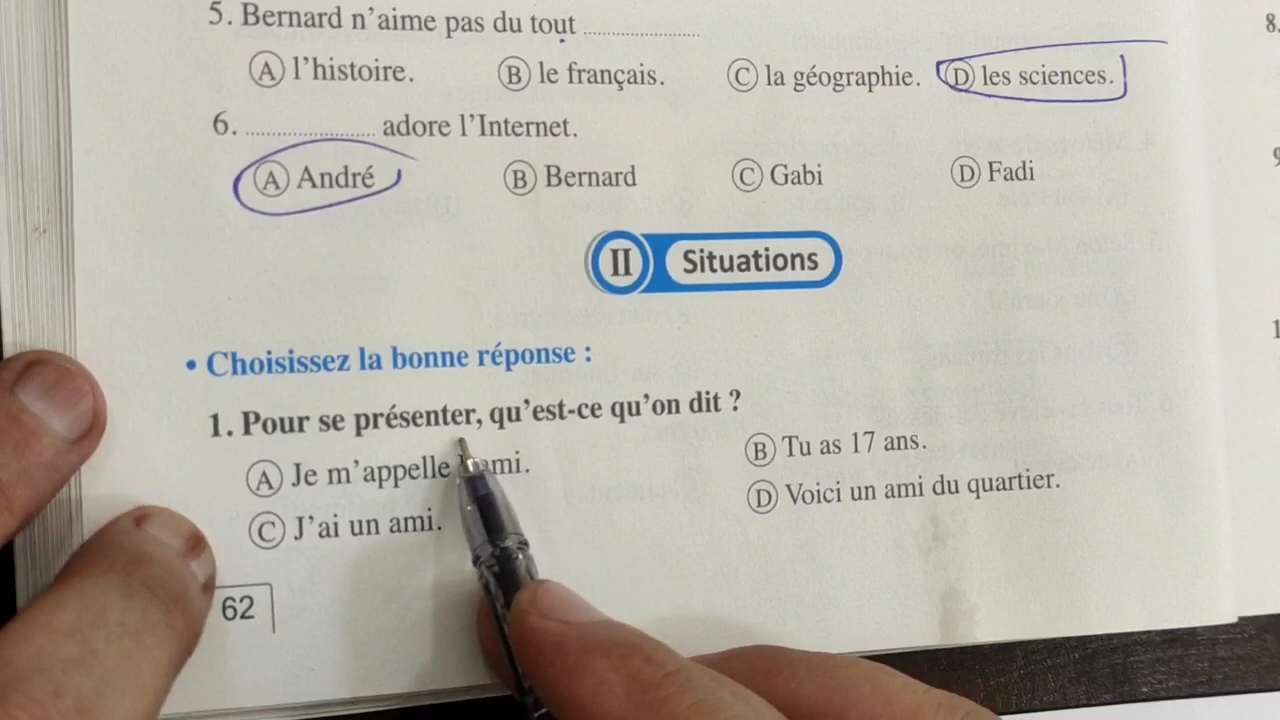 5. Bernard n'aime pas du tout ........................
Ⓐ l'histoire. Ⓑ le français. Ⓒ la géographie. Ⓓ les sciences.
6. ........................ adore l'Internet.
Ⓐ André Ⓑ Bernard Ⓒ Gabi Ⓓ Fadi
II Situations
• Choisissez la bonne réponse :
1. Pour se présenter, qu'est-ce qu'on dit ?
Ⓐ Je m'appelle Ⓑ Tu as 17 ans.
Ⓒ J'ai un ami. Ⓓ Voici un ami du quartier.
62
8.